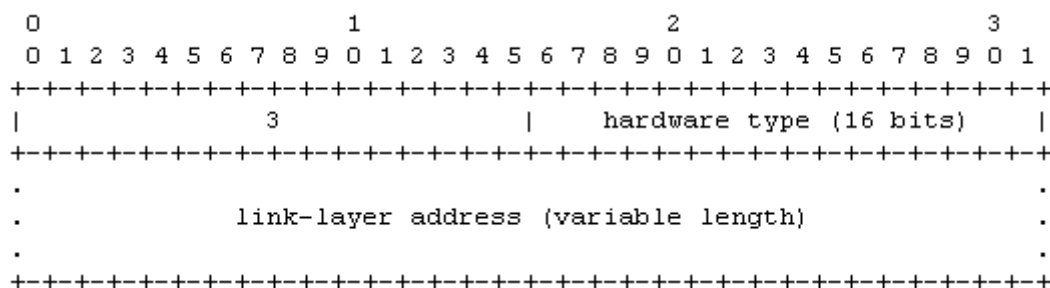 0                   1                   2                   3
0 1 2 3 4 5 6 7 8 9 0 1 2 3 4 5 6 7 8 9 0 1 2 3 4 5 6 7 8 9 0 1
+-+-+-+-+-+-+-+-+-+-+-+-+-+-+-+-+-+-+-+-+-+-+-+-+-+-+-+-+-+-+-+-+
|               3               |    hardware type (16 bits)    |
+-+-+-+-+-+-+-+-+-+-+-+-+-+-+-+-+-+-+-+-+-+-+-+-+-+-+-+-+-+-+-+-+
.                                                               .
.             link-layer address (variable length)              .
.                                                               .
+-+-+-+-+-+-+-+-+-+-+-+-+-+-+-+-+-+-+-+-+-+-+-+-+-+-+-+-+-+-+-+-+